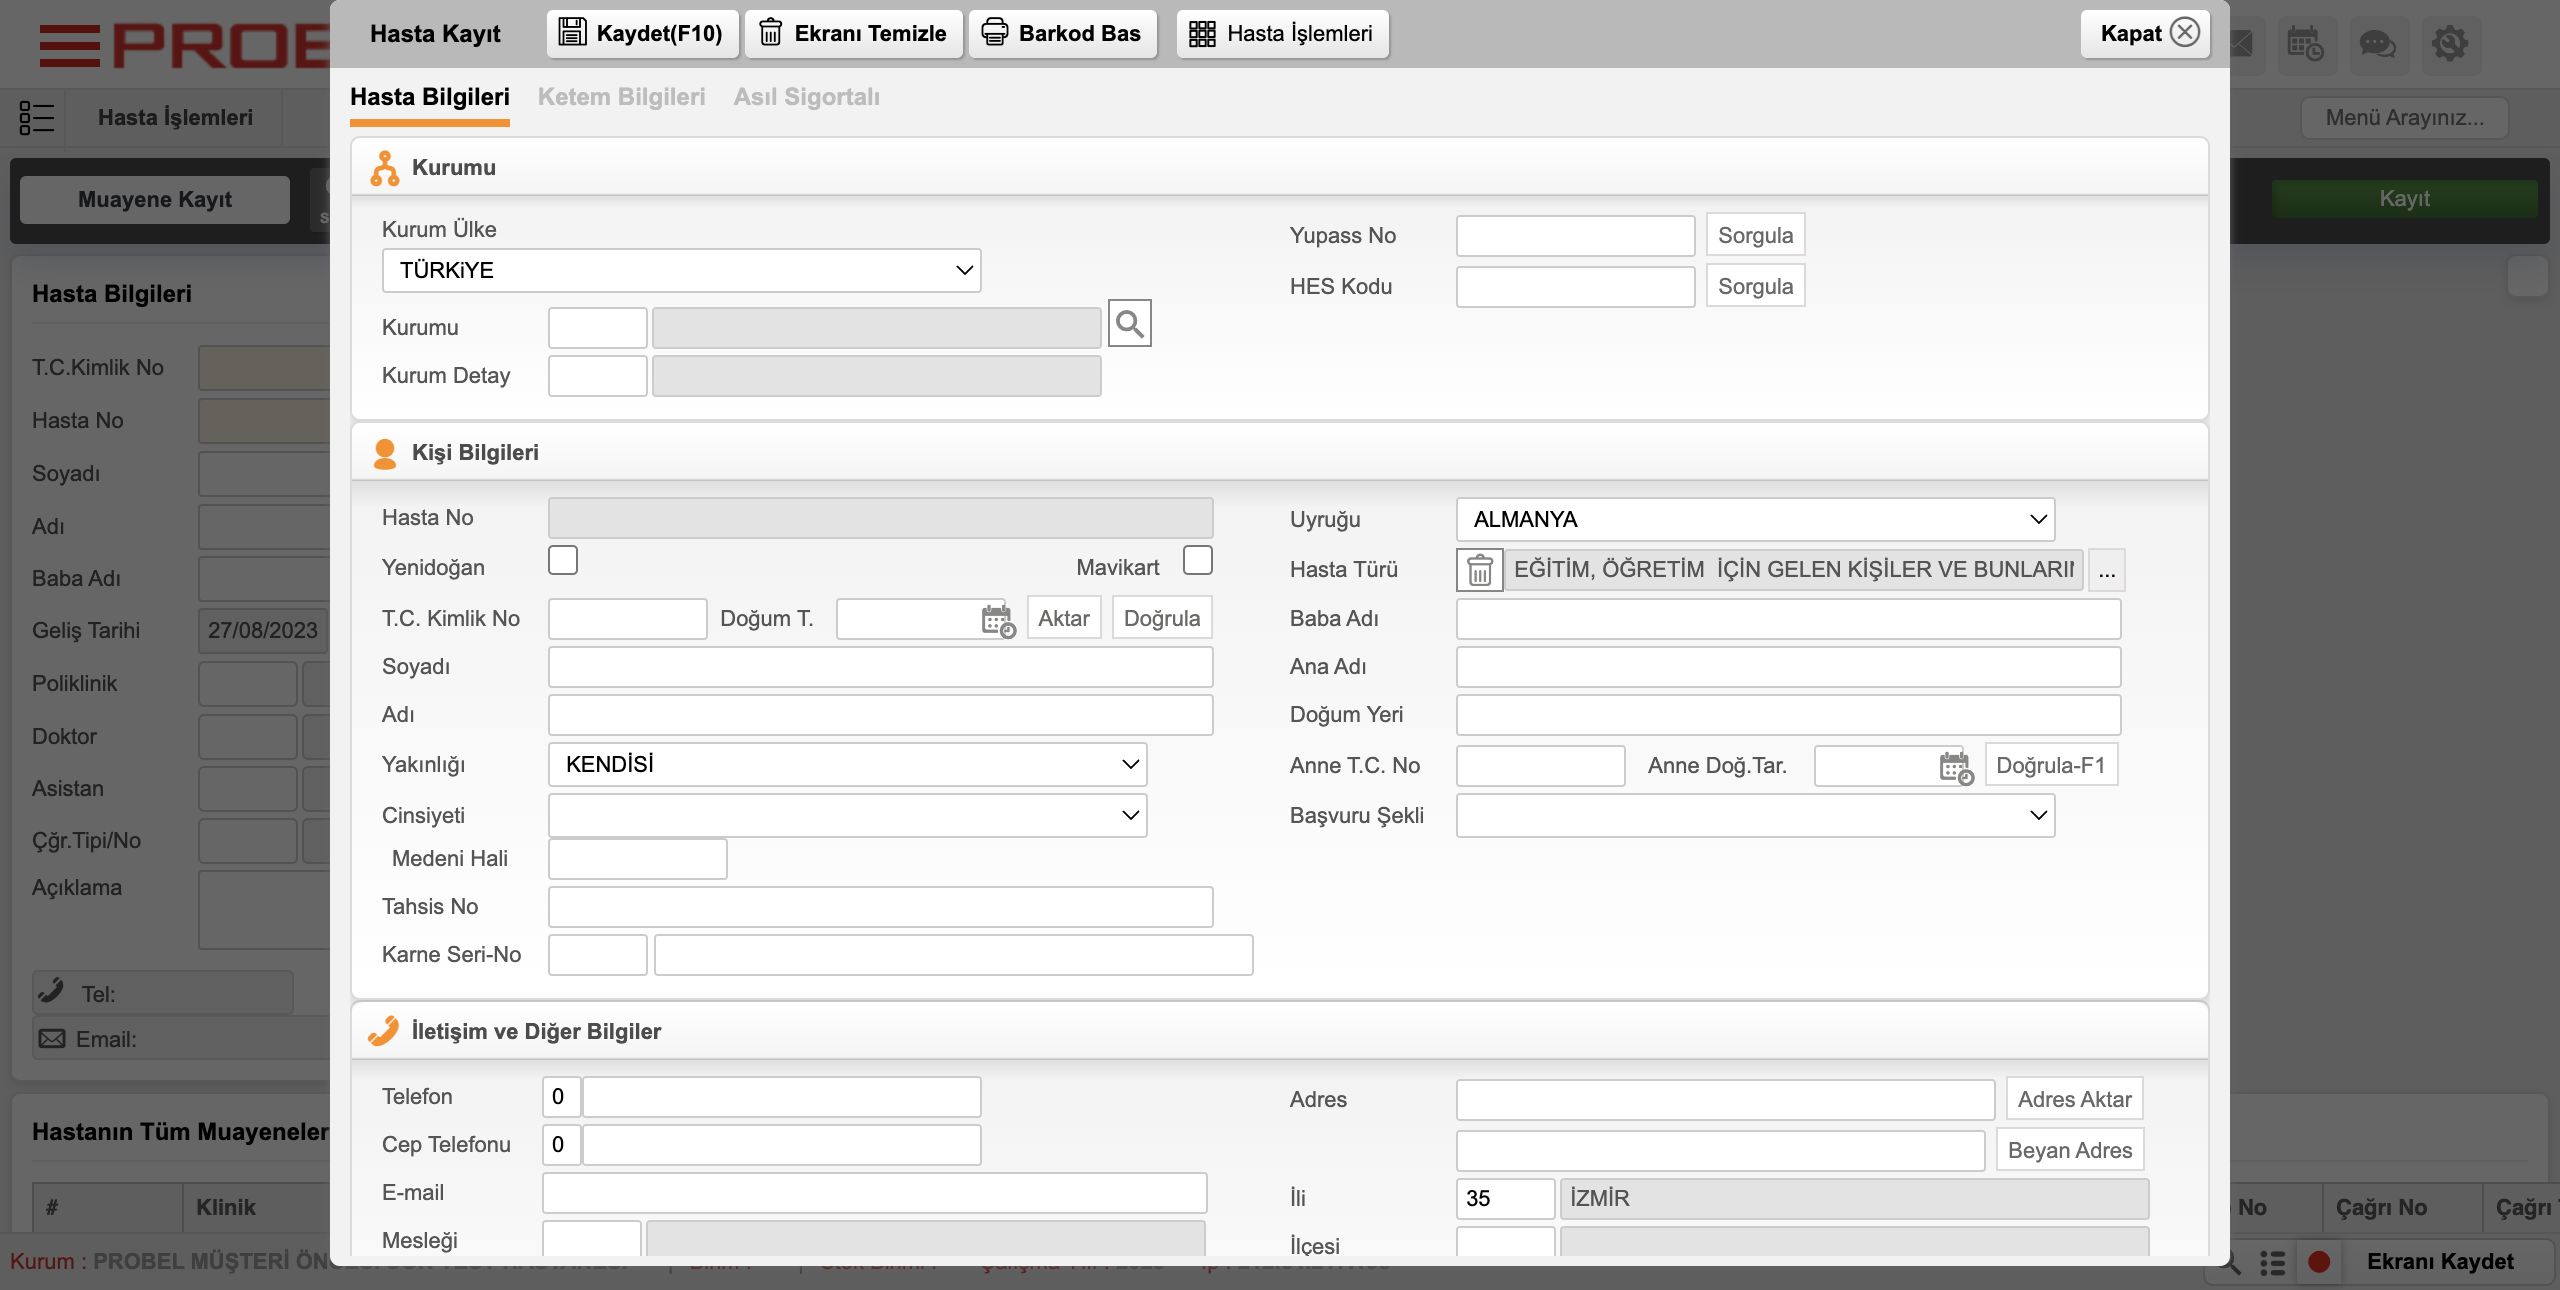 Hasta Kayıt
Kaydet(F10)
Ekranı Temizle
Barkod Bas
Hasta İşlemleri
Kapat
Hasta İşlemleri
Menü Arayınız...
Hasta Bilgileri
Ketem Bilgileri
Asıl Sigortalı
Muayene Kayıt
Kayıt
Kurumu
Kurum Ülke
TÜRKiYE
Kurumu
Kurum Detay
Yupass No
Sorgula
HES Kodu
Sorgula
Hasta Bilgileri
T.C.Kimlik No
Hasta No
Soyadı
Adı
Baba Adı
Geliş Tarihi 27/08/2023
Poliklinik
Doktor
Asistan
Çğr.Tipi/No
Açıklama
Tel:
Email:
Kişi Bilgileri
Hasta No
Yenidoğan
Mavikart
T.C. Kimlik No
Doğum T.
Aktar
Doğrula
Soyadı
Adı
Yakınlığı
KENDİSİ
Cinsiyeti
Medeni Hali
Tahsis No
Karne Seri-No
Uyruğu
ALMANYA
Hasta Türü
EĞİTİM, ÖĞRETİM  İÇİN GELEN KİŞİLER VE
...
Baba Adı
Ana Adı
Doğum Yeri
Anne T.C. No
Anne Doğ.Tar.
Doğrula-F1
Başvuru Şekli
İletişim ve Diğer Bilgiler
Telefon
0
Cep Telefonu
0
E-mail
Mesleği
Adres
Adres Aktar
Beyan Adres
İli
35
İZMİR
İlçesi
Hastanın Tüm
#
Klinik
No
Çağrı No
Çağrı
Kurum : PROBEL MÜŞTERİ
Ekranı Kaydet